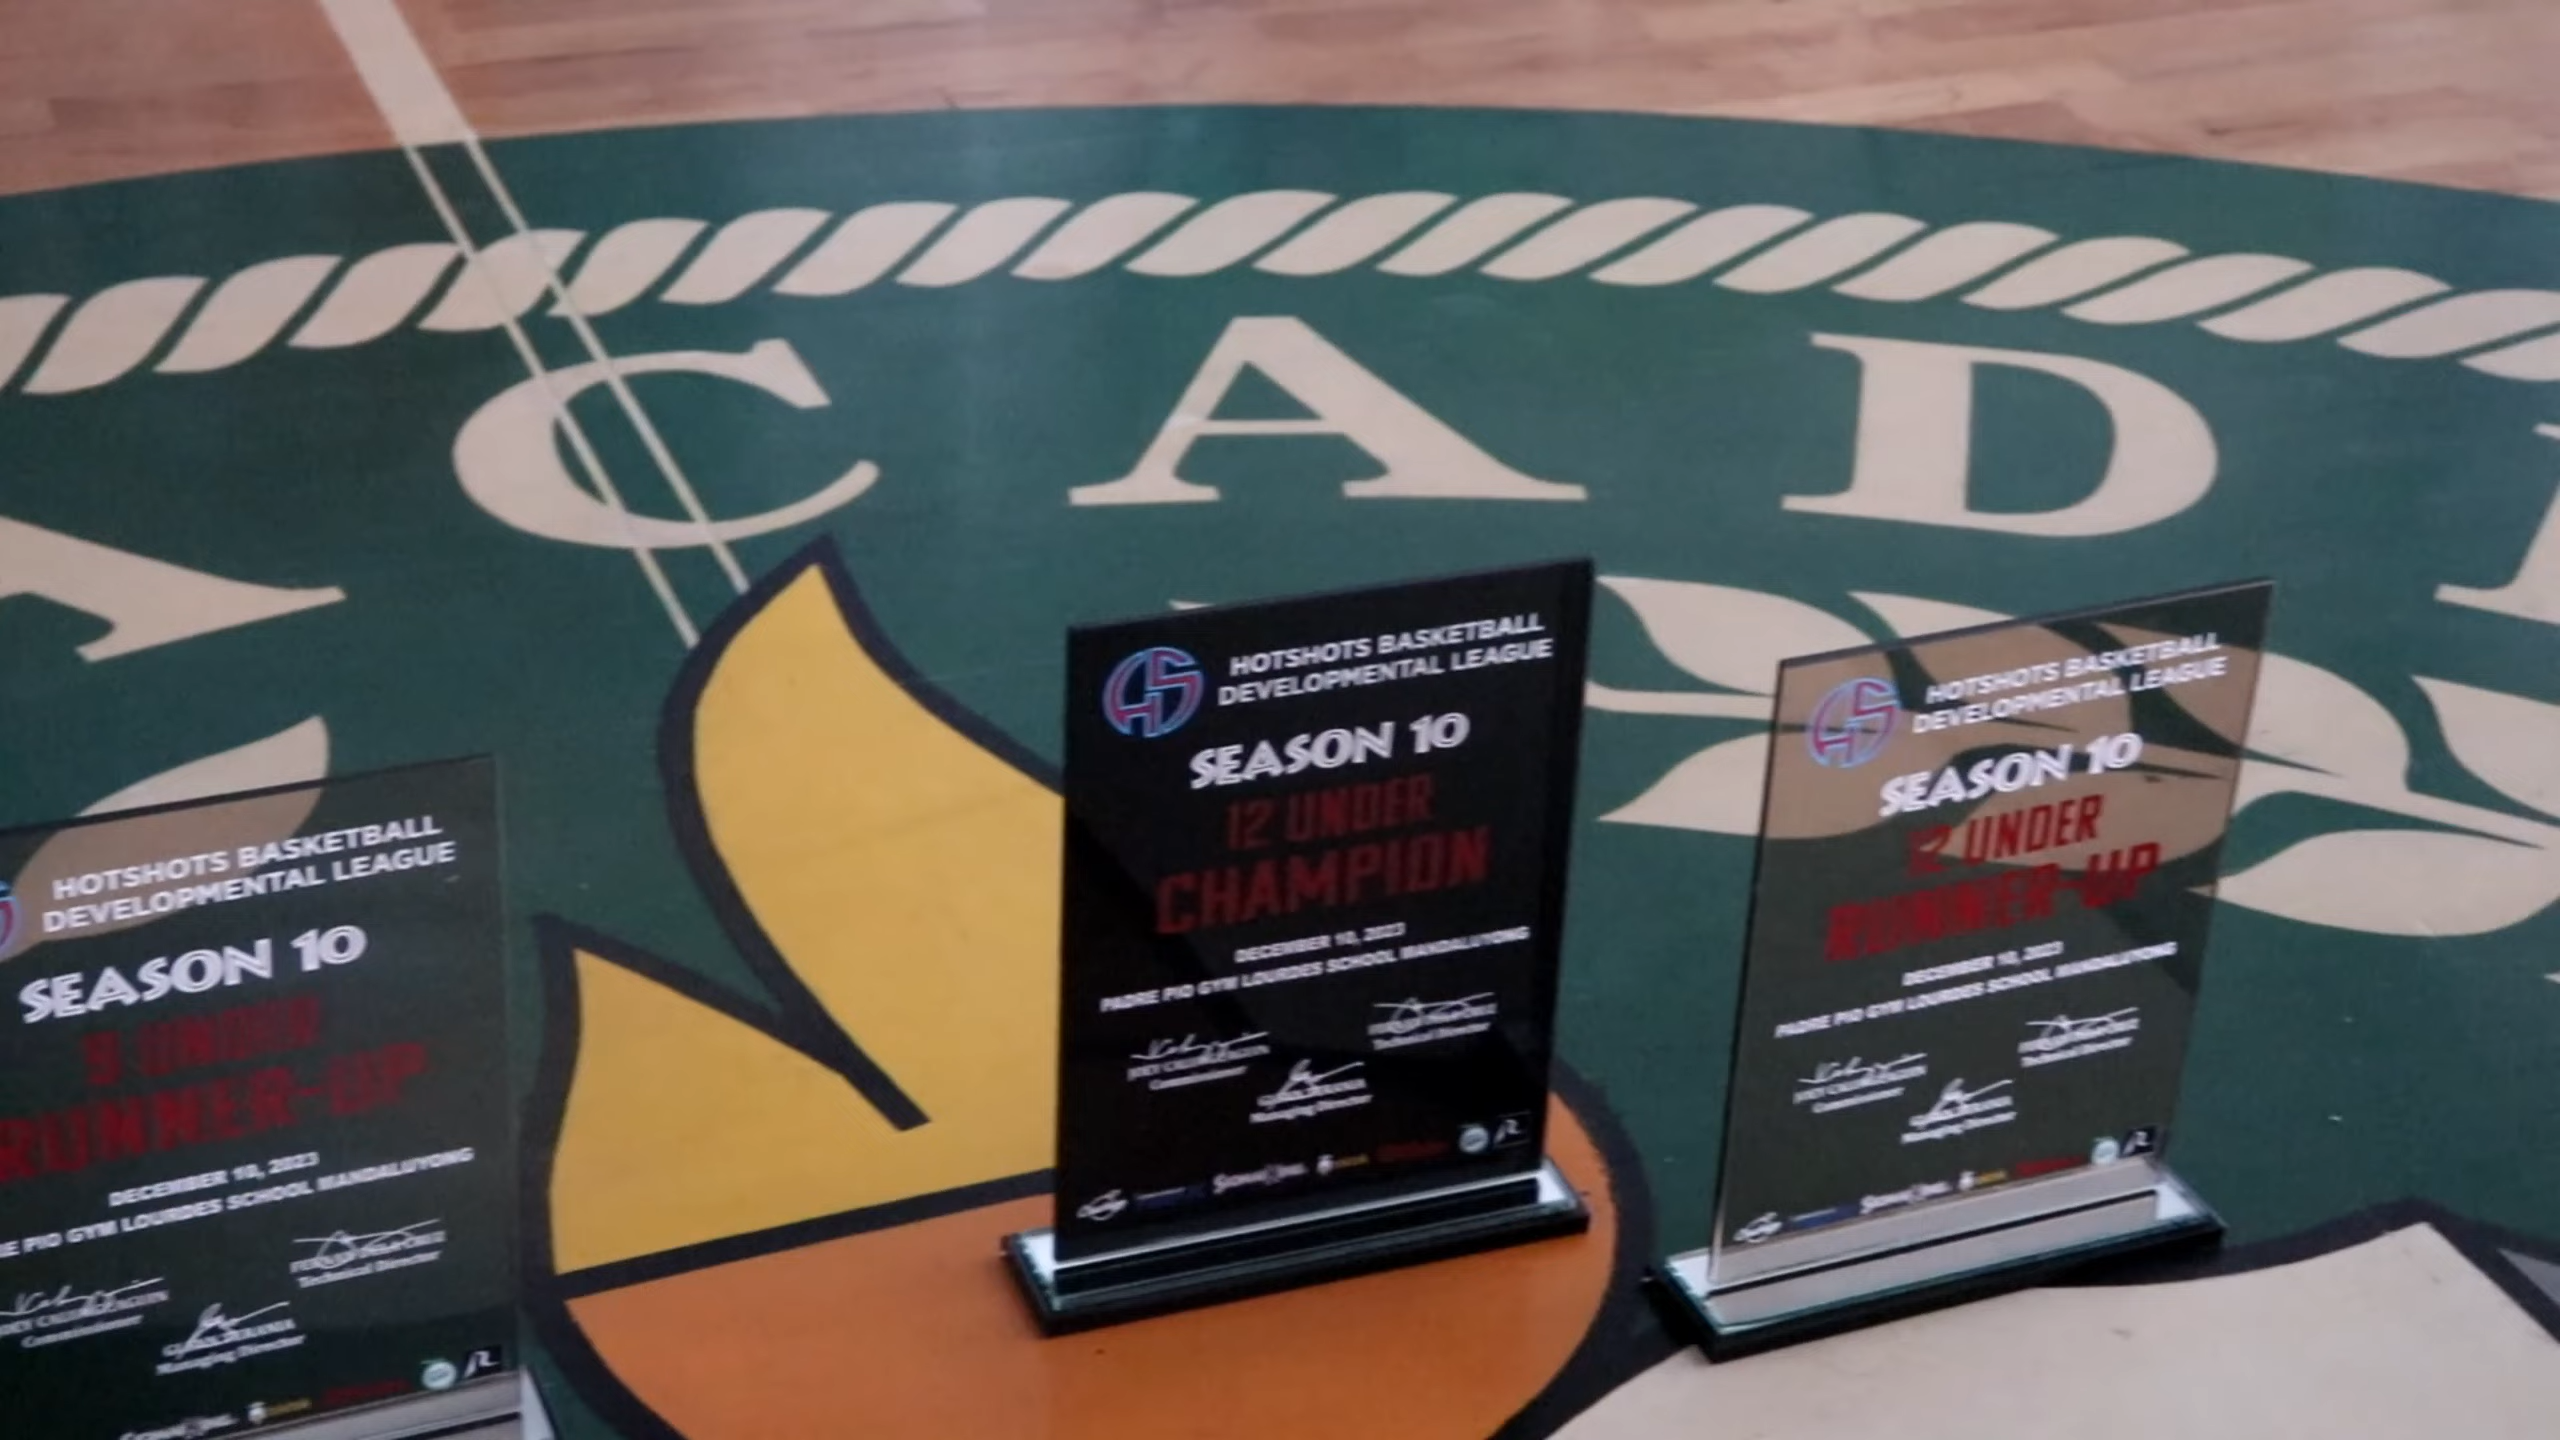 A C A D
HOTSHOTS BASKETBALL
DEVELOPMENTAL LEAGUE
SEASON 10
9 UNDER
RUNNER-UP
DECEMBER 10, 2023
PIO GYM LOURDES SCHOOL MANDALUYONG
Commissioner
Technical Director
Managing Director
HOTSHOTS BASKETBALL
DEVELOPMENTAL LEAGUE
SEASON 10
12 UNDER
CHAMPION
DECEMBER 10, 2023
PADRE PIO GYM LOURDES SCHOOL MANDALUYONG
Commissioner
Technical Director
Managing Director
HOTSHOTS BASKETBALL
DEVELOPMENTAL LEAGUE
SEASON 10
12 UNDER
RUNNER-UP
DECEMBER 10, 2023
PADRE PIO GYM LOURDES SCHOOL MANDALUYONG
Commissioner
Technical Director
Managing Director